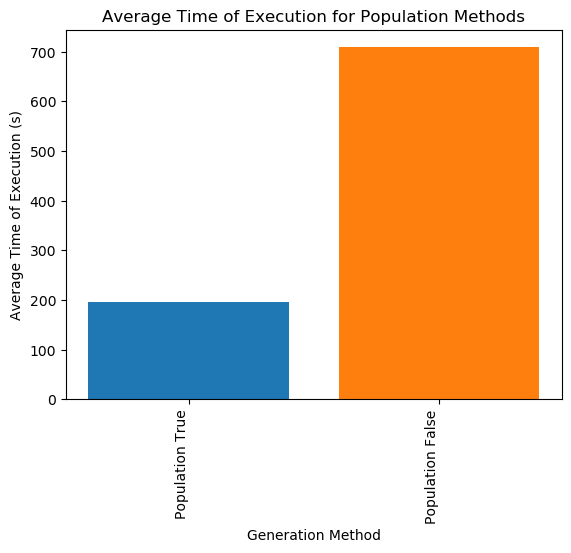 Average Time of Execution for Population Methods
Average Time of Execution (s)
700
600
500
400
300
200
100
0
Population True
Population False
Generation Method